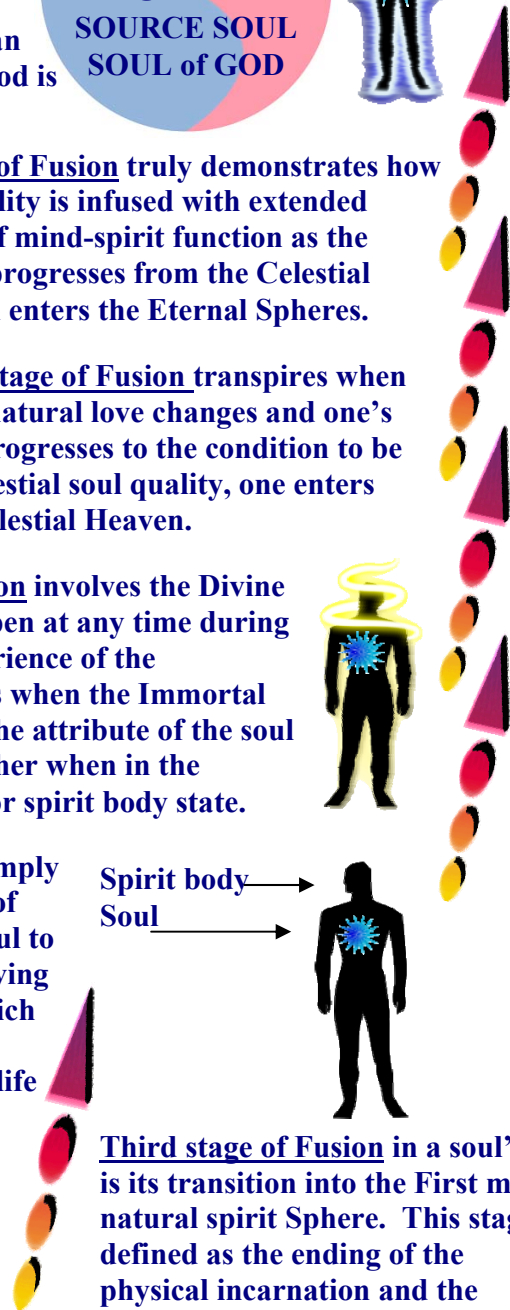 SOURCE SOUL
an
SOUL of GOD
od is
of Fusion truly demonstrates how
lity is infused with extended
f mind-spirit function as the
progresses from the Celestial
enters the Eternal Spheres.
tage of Fusion transpires when
natural love changes and one's
rogresses to the condition to be
estial soul quality, one enters
lestial Heaven.
on involves the Divine
pen at any time during
rience of the
s when the Immortal
he attribute of the soul
her when in the
or spirit body state.
mply
of
ul to
ying
ich
life
Spirit body
Soul
Third stage of Fusion in a soul'
is its transition into the First m
natural spirit Sphere. This stag
defined as the ending of the
physical incarnation and the